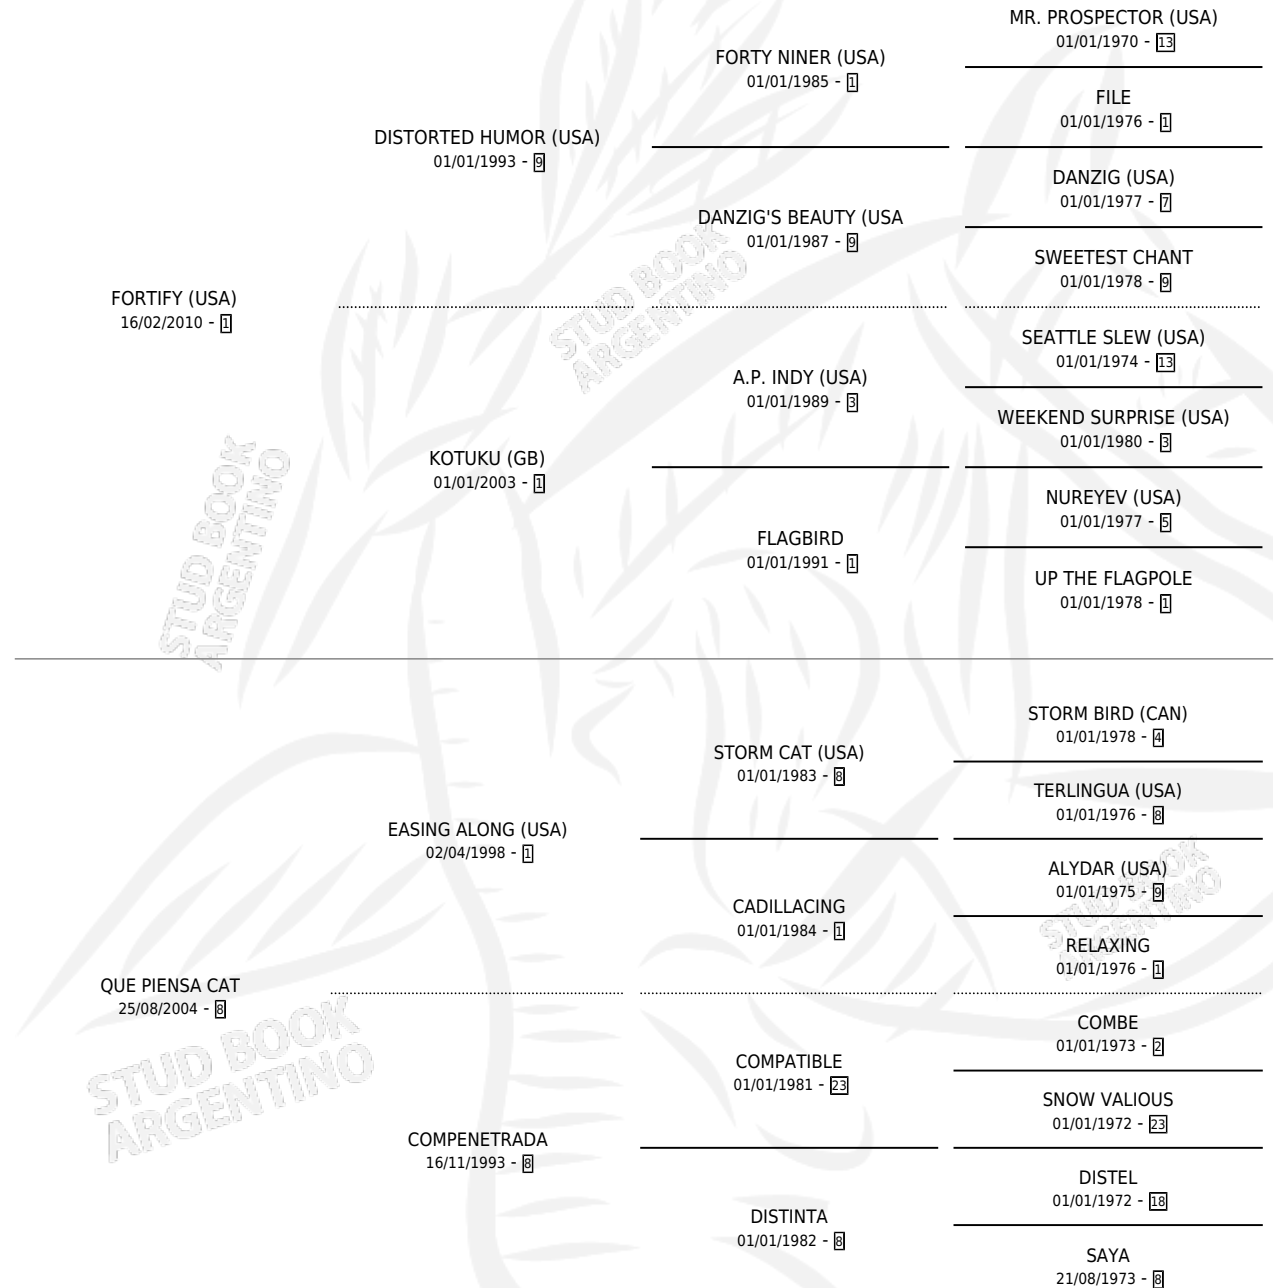 MR. PROSPECTOR (USA)
01/01/1970 - 13
FORTY NINER (USA)
01/01/1985 - 1
FILE
01/01/1976 - 1
DISTORTED HUMOR (USA)
01/01/1993 - 9
DANZIG (USA)
01/01/1977 - 7
DANZIG'S BEAUTY (USA
01/01/1987 - 9
SWEETEST CHANT
01/01/1978 - 9
FORTIFY (USA)
16/02/2010 - 1
SEATTLE SLEW (USA)
01/01/1974 - 13
A.P. INDY (USA)
01/01/1989 - 3
WEEKEND SURPRISE (USA)
01/01/1980 - 3
KOTUKU (GB)
01/01/2003 - 1
NUREYEV (USA)
01/01/1977 - 5
FLAGBIRD
01/01/1991 - 1
UP THE FLAGPOLE
01/01/1978 - 1
STORM BIRD (CAN)
01/01/1978 - 4
STORM CAT (USA)
01/01/1983 - 8
TERLINGUA (USA)
01/01/1976 - 8
EASING ALONG (USA)
02/04/1998 - 1
ALYDAR (USA)
01/01/1975 - 9
CADILLACING
01/01/1984 - 1
RELAXING
01/01/1976 - 1
QUE PIENSA CAT
25/08/2004 - 8
COMBE
01/01/1973 - 2
COMPATIBLE
01/01/1981 - 23
SNOW VALIOUS
01/01/1972 - 23
COMPENETRADA
16/11/1993 - 8
DISTEL
01/01/1972 - 18
DISTINTA
01/01/1982 - 8
SAYA
21/08/1973 - 8
STUD BOOK
ARGENTINO
STUD BOOK
ARGENTINO
STUD BOOK
ARGENTINO
STUD BOOK
ARGENTINO